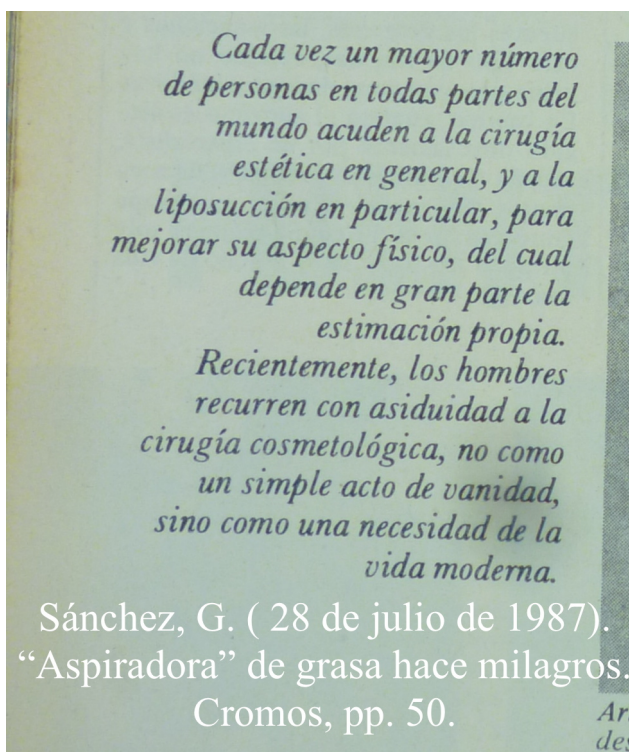 Cada vez un mayor número
de personas en todas partes del
mundo acuden a la cirugía
estética en general, y a la
liposucción en particular, para
mejorar su aspecto físico, del cual
depende en gran parte la
estimación propia.
Recientemente, los hombres
recurren con asiduidad a la
cirugía cosmetológica, no como
un simple acto de vanidad,
sino como una necesidad de la
vida moderna.
Sánchez, G. ( 28 de julio de 1987).
“Aspiradora” de grasa hace milagros.
Cromos, pp. 50.